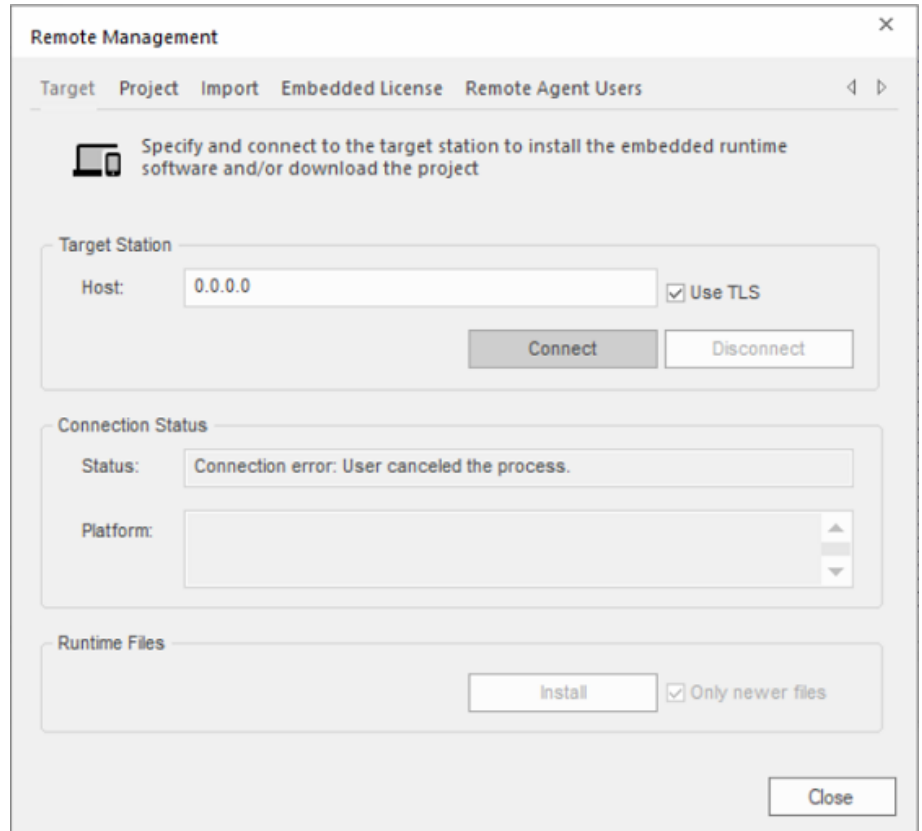 Remote Management
Target Project Import Embedded License Remote Agent Users
Specify and connect to the target station to install the embedded runtime
software and/or download the project
Target Station
Host: 0.0.0.0 Use TLS
Connect Disconnect
Connection Status
Status: Connection error: User canceled the process.
Platform:
Runtime Files
Install Only newer files
Close